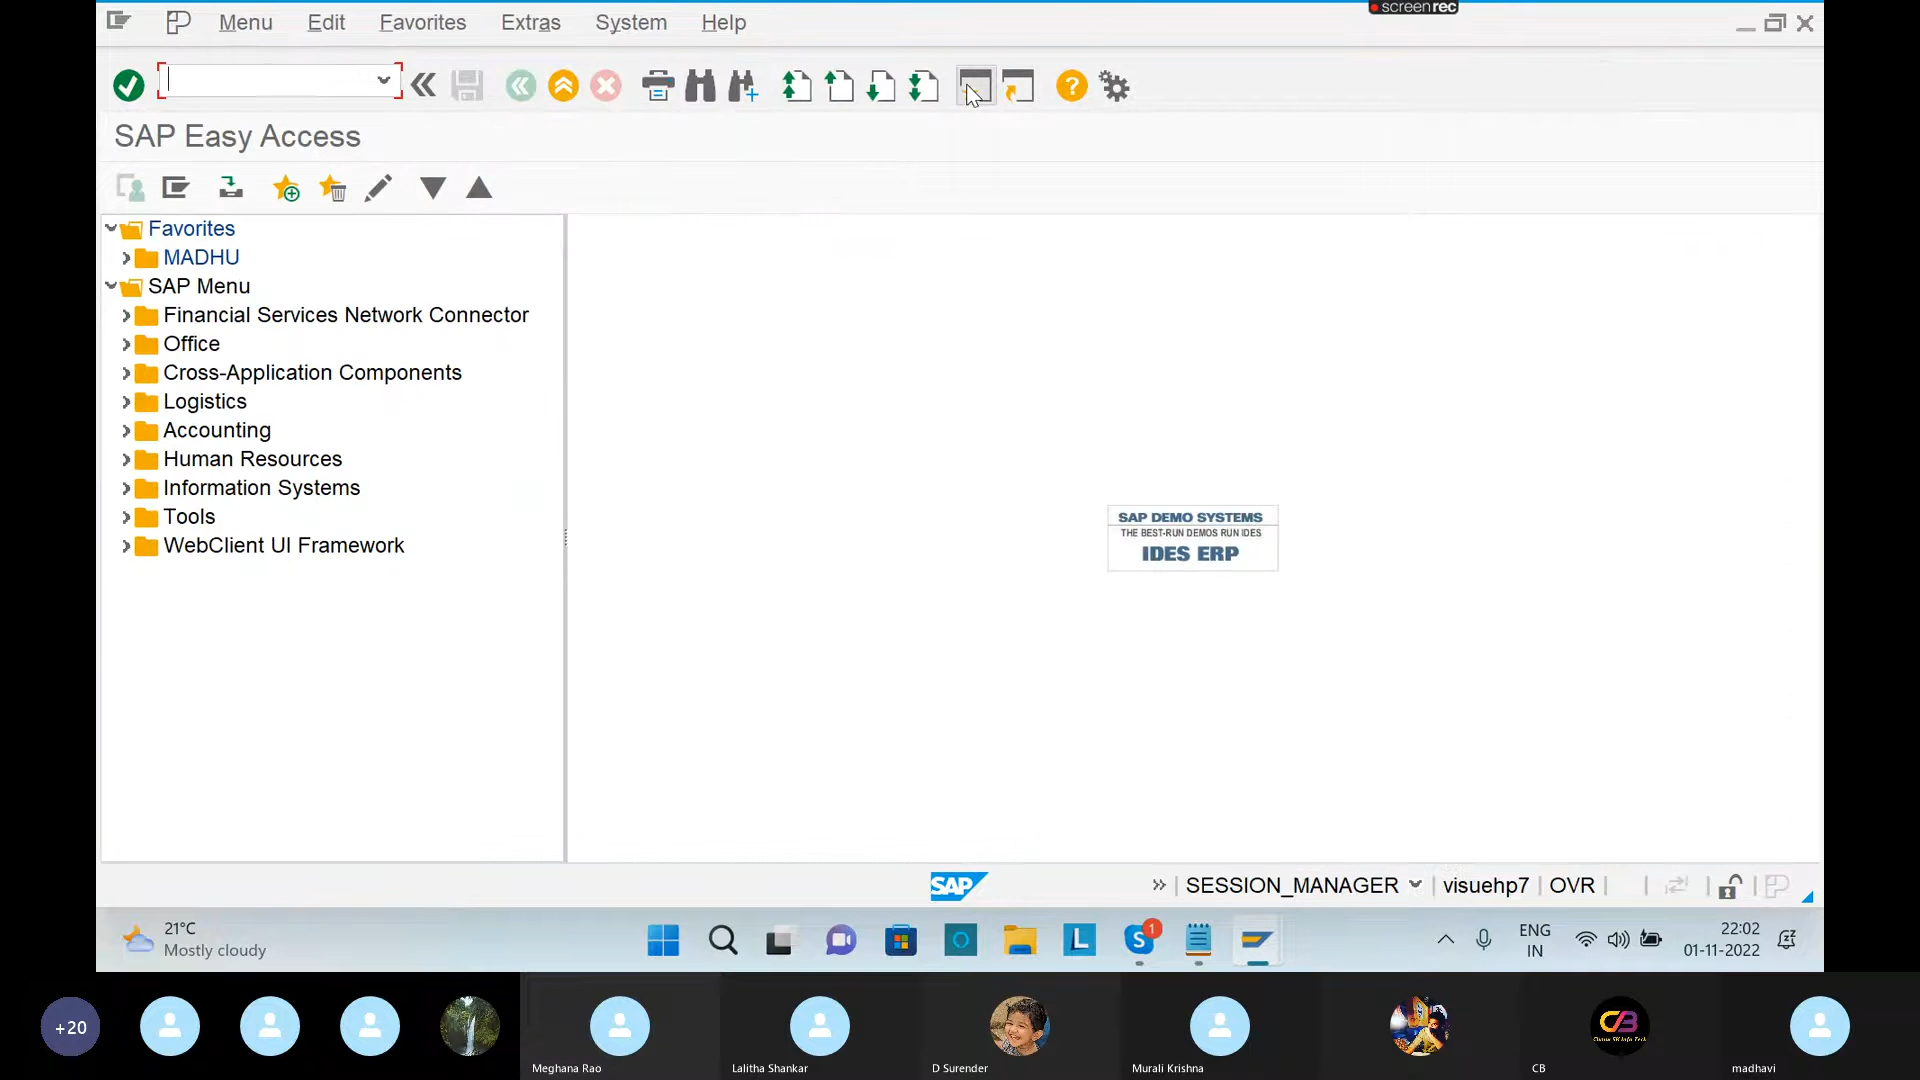 screenrec
Menu Edit Favorites Extras System Help
SAP Easy Access
Favorites
MADHU
SAP Menu
Financial Services Network Connector
Office
Cross-Application Components
Logistics
Accounting
Human Resources
Information Systems
Tools
WebClient UI Framework
SAP DEMO SYSTEMS
THE BEST-RUN DEMOS RUN IDES
IDES ERP
SAP
SESSION_MANAGER visuehp7 OVR
21°C
Mostly cloudy
1
ENG
IN
22:02
01-11-2022
+20
CB
Meghana Rao Lalitha Shankar D Surender Murali Krishna CB madhavi